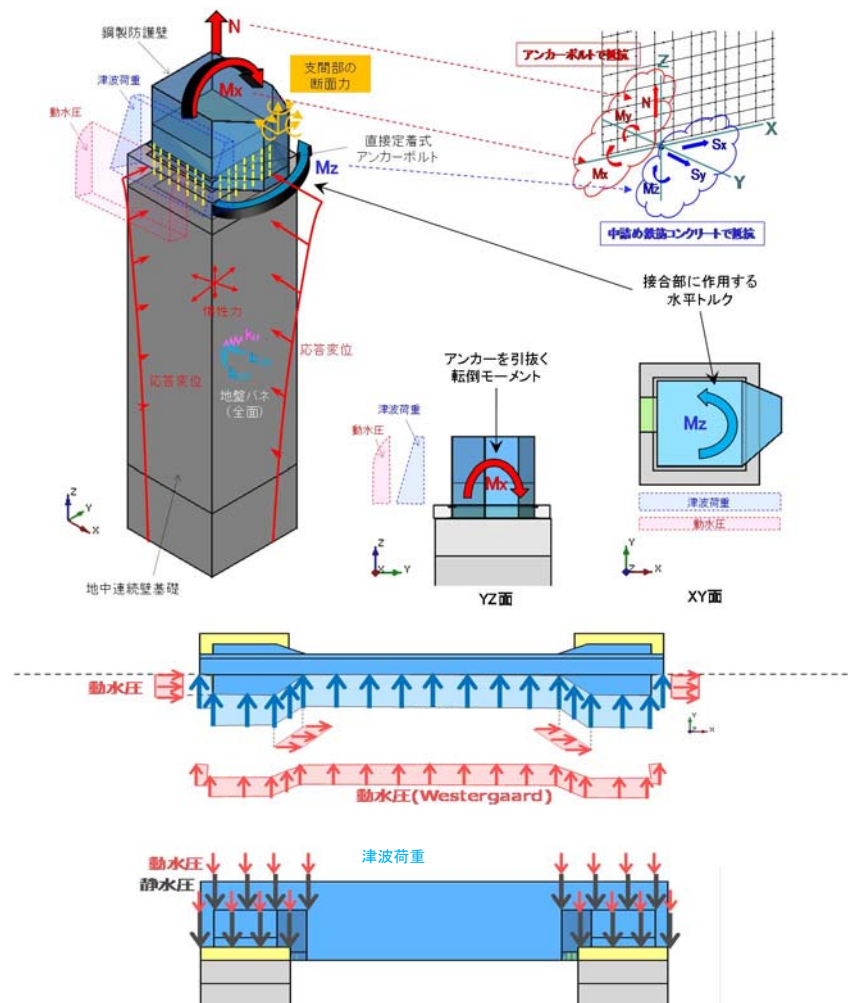 鋼製防護壁
N
津波荷重
支間部の
断面力
動水圧
Mx
直接定着式
アンカーボルト
Mz
アンカーボルトで抵抗
Z
N
My
X
Sx
Sy
Mx
Mz
Y
中詰め鉄筋コンクリートで抵抗
慣性力
応答変位
応答変位
地盤バネ
(全面)
地中連続壁基礎
Z
Y
X
接合部に作用する
水平トルク
アンカーを引抜く
転倒モーメント
津波荷重
動水圧
Mx
Mz
津波荷重
動水圧
Z
X
Y
YZ面
Y
Z
X
XY面
動水圧
Y
Z
X
動水圧(Westergaard)
動水圧
津波荷重
静水圧